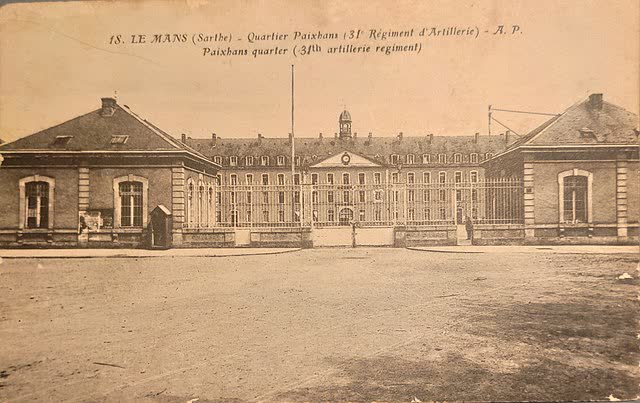 18. LE MANS (Sarthe) - Quartier Paixhans (31e Régiment d'Artillerie) - A. P.
Paixhans quarter (31th artillerie regiment)